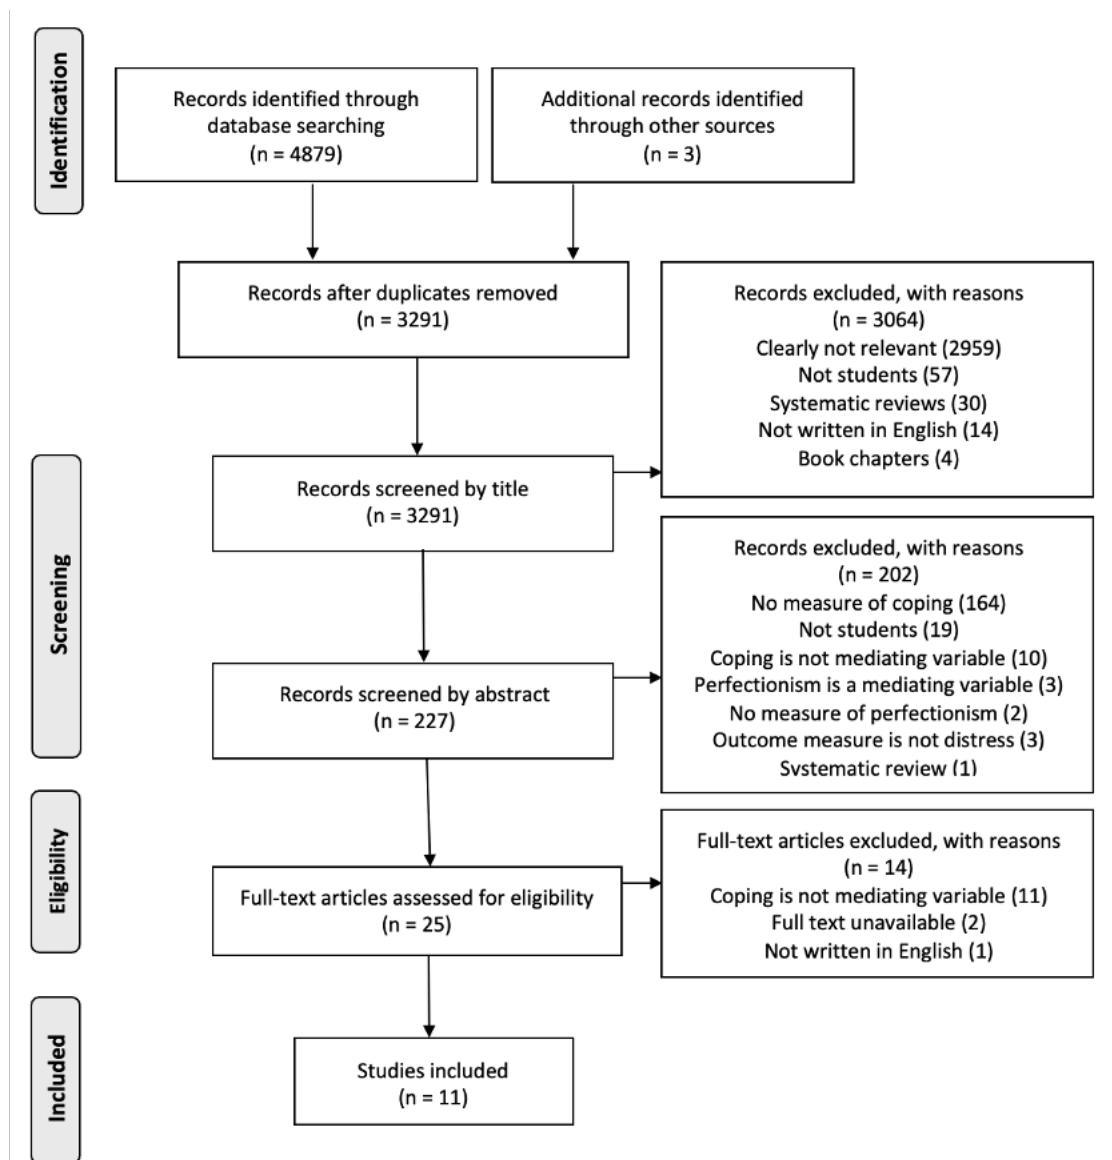 Identification
Records identified through
database searching
(n = 4879)
Additional records identified
through other sources
(n = 3)
Records after duplicates removed
(n = 3291)
Records excluded, with reasons
(n = 3064)
Clearly not relevant (2959)
Not students (57)
Systematic reviews (30)
Not written in English (14)
Book chapters (4)
Screening
Records screened by title
(n = 3291)
Records excluded, with reasons
(n = 202)
No measure of coping (164)
Not students (19)
Coping is not mediating variable (10)
Perfectionism is a mediating variable (3)
No measure of perfectionism (2)
Outcome measure is not distress (3)
Systematic review (1)
Records screened by abstract
(n = 227)
Eligibility
Full-text articles assessed for eligibility
(n = 25)
Full-text articles excluded, with reasons
(n = 14)
Coping is not mediating variable (11)
Full text unavailable (2)
Not written in English (1)
Included
Studies included
(n = 11)